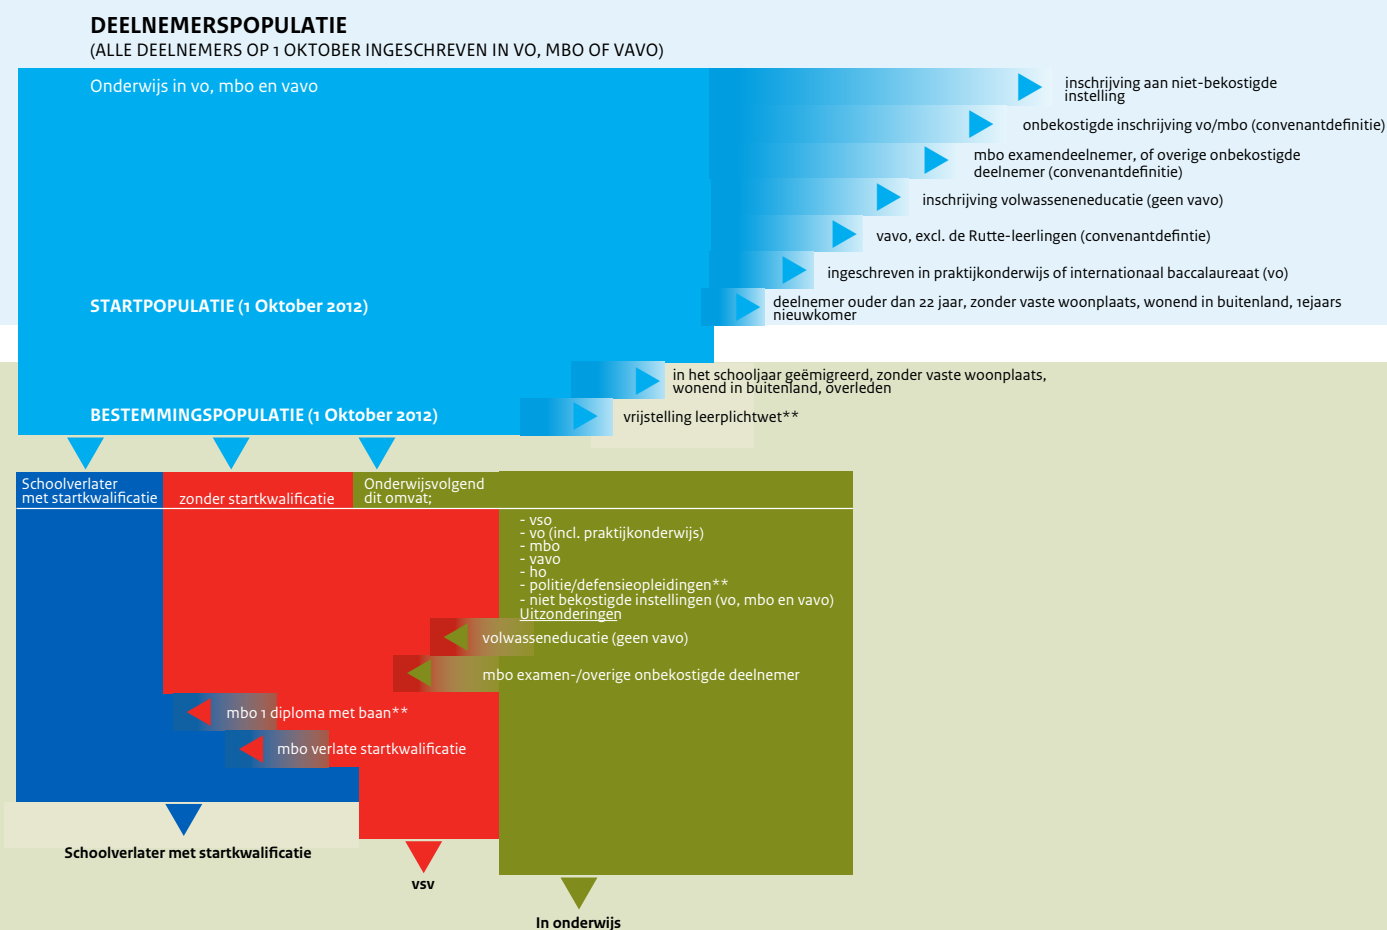 DEELNEMERSPOPULATIE
(ALLE DEELNEMERS OP 1 OKTOBER INGESCHREVEN IN VO, MBO OF VAVO)
Onderwijs in vo, mbo en vavo
inschrijving aan niet-bekostigde
instelling
onbekostigde inschrijving vo/mbo (convenantdefinitie)
mbo examendeelnemer, of overige onbekostigde
deelnemer (convenantdefinitie)
inschrijving volwasseneneducatie (geen vavo)
vavo, excl. de Rutte-leerlingen (convenantdefintie)
ingeschreven in praktijkonderwijs of internationaal baccalaureaat (vo)
STARTPOPULATIE (1 Oktober 2012)
deelnemer ouder dan 22 jaar, zonder vaste woonplaats, wonend in buitenland, 1ejaars
nieuwkomer
in het schooljaar geëmigreerd, zonder vaste woonplaats,
wonend in buitenland, overleden
BESTEMMINGSPOPULATIE (1 Oktober 2012)
vrijstelling leerplichtwet**
Schoolverlater
met startkwalificatie
zonder startkwalificatie
Onderwijsvolgend
dit omvat;
- vso
- vo (incl. praktijkonderwijs)
- mbo
- vavo
- ho
- politie/defensieopleidingen**
- niet bekostigde instellingen (vo, mbo en vavo)
Uitzonderingen
volwasseneducatie (geen vavo)
mbo examen-/overige onbekostigde deelnemer
mbo 1 diploma met baan**
mbo verlate startkwalificatie
Schoolverlater met startkwalificatie
vsv
In onderwijs